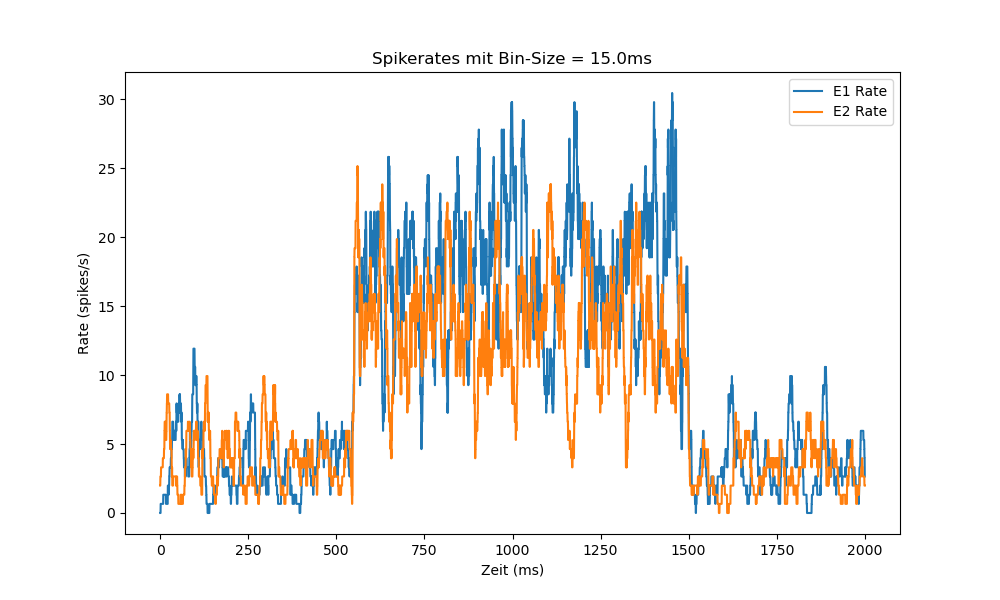 Spikerates mit Bin-Size = 15.0ms
E1 Rate
E2 Rate
30
25
20
15
10
5
0
Rate (spikes/s)
0 250 500 750 1000 1250 1500 1750 2000
Zeit (ms)